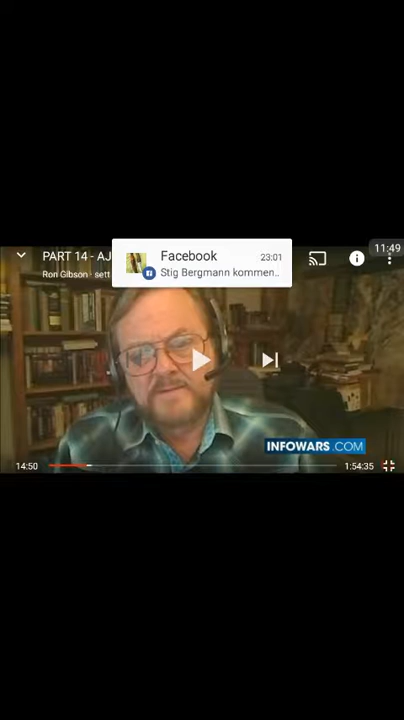 11:49
PART 14 - AJ
Ron Gibson · sett
Facebook
23:01
Stig Bergmann kommen..
INFOWARS.COM
14:50
1:54:35